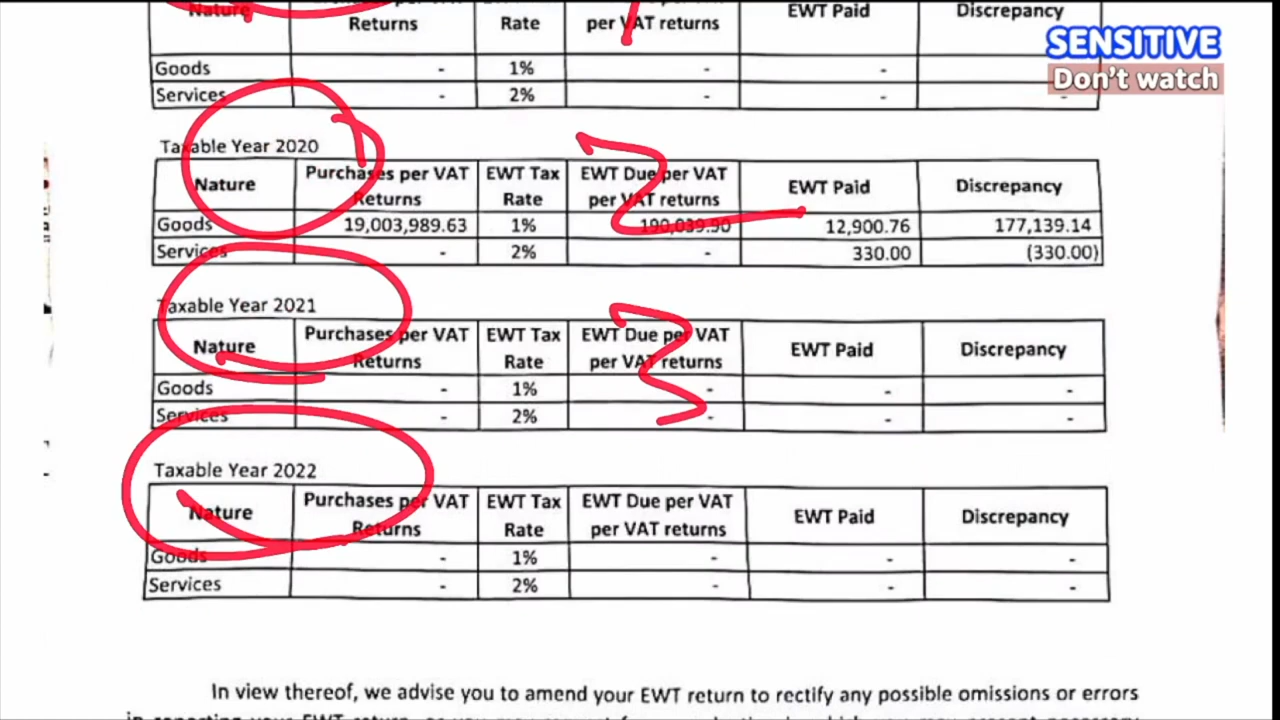 Nature Returns Rate per VAT returns EWT Paid Discrepancy
SENSITIVE
Don't watch
Goods - 1% - -
Services - 2% - - -
Taxable Year 2020
Nature Purchases per VAT Returns EWT Tax Rate EWT Due per VAT per VAT returns EWT Paid Discrepancy
Goods 19,003,989.63 1% 190,039.90 12,900.76 177,139.14
Services - 2% - 330.00 (330.00)
Taxable Year 2021
Nature Purchases per VAT Returns EWT Tax Rate EWT Due per VAT per VAT returns EWT Paid Discrepancy
Goods - 1% - - -
Services - 2% - - -
Taxable Year 2022
Nature Purchases per VAT Returns EWT Tax Rate EWT Due per VAT per VAT returns EWT Paid Discrepancy
Goods - 1% - - -
Services - 2% - - -
In view thereof, we advise you to amend your EWT return to rectify any possible omissions or errors